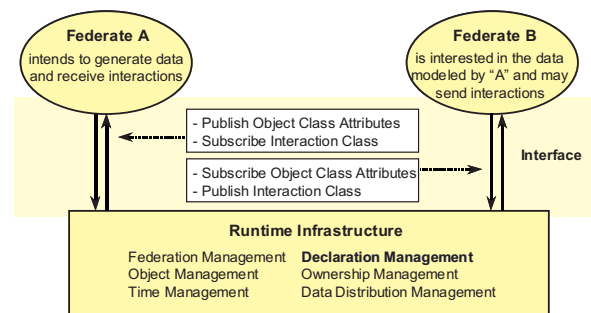 Federate A
intends to generate data
and receive interactions
Federate B
is interested in the data
modeled by “A” and may
send interactions
- Publish Object Class Attributes
- Subscribe Interaction Class
- Subscribe Object Class Attributes
- Publish Interaction Class
Interface
Runtime Infrastructure
Federation Management Declaration Management
Object Management Ownership Management
Time Management Data Distribution Management